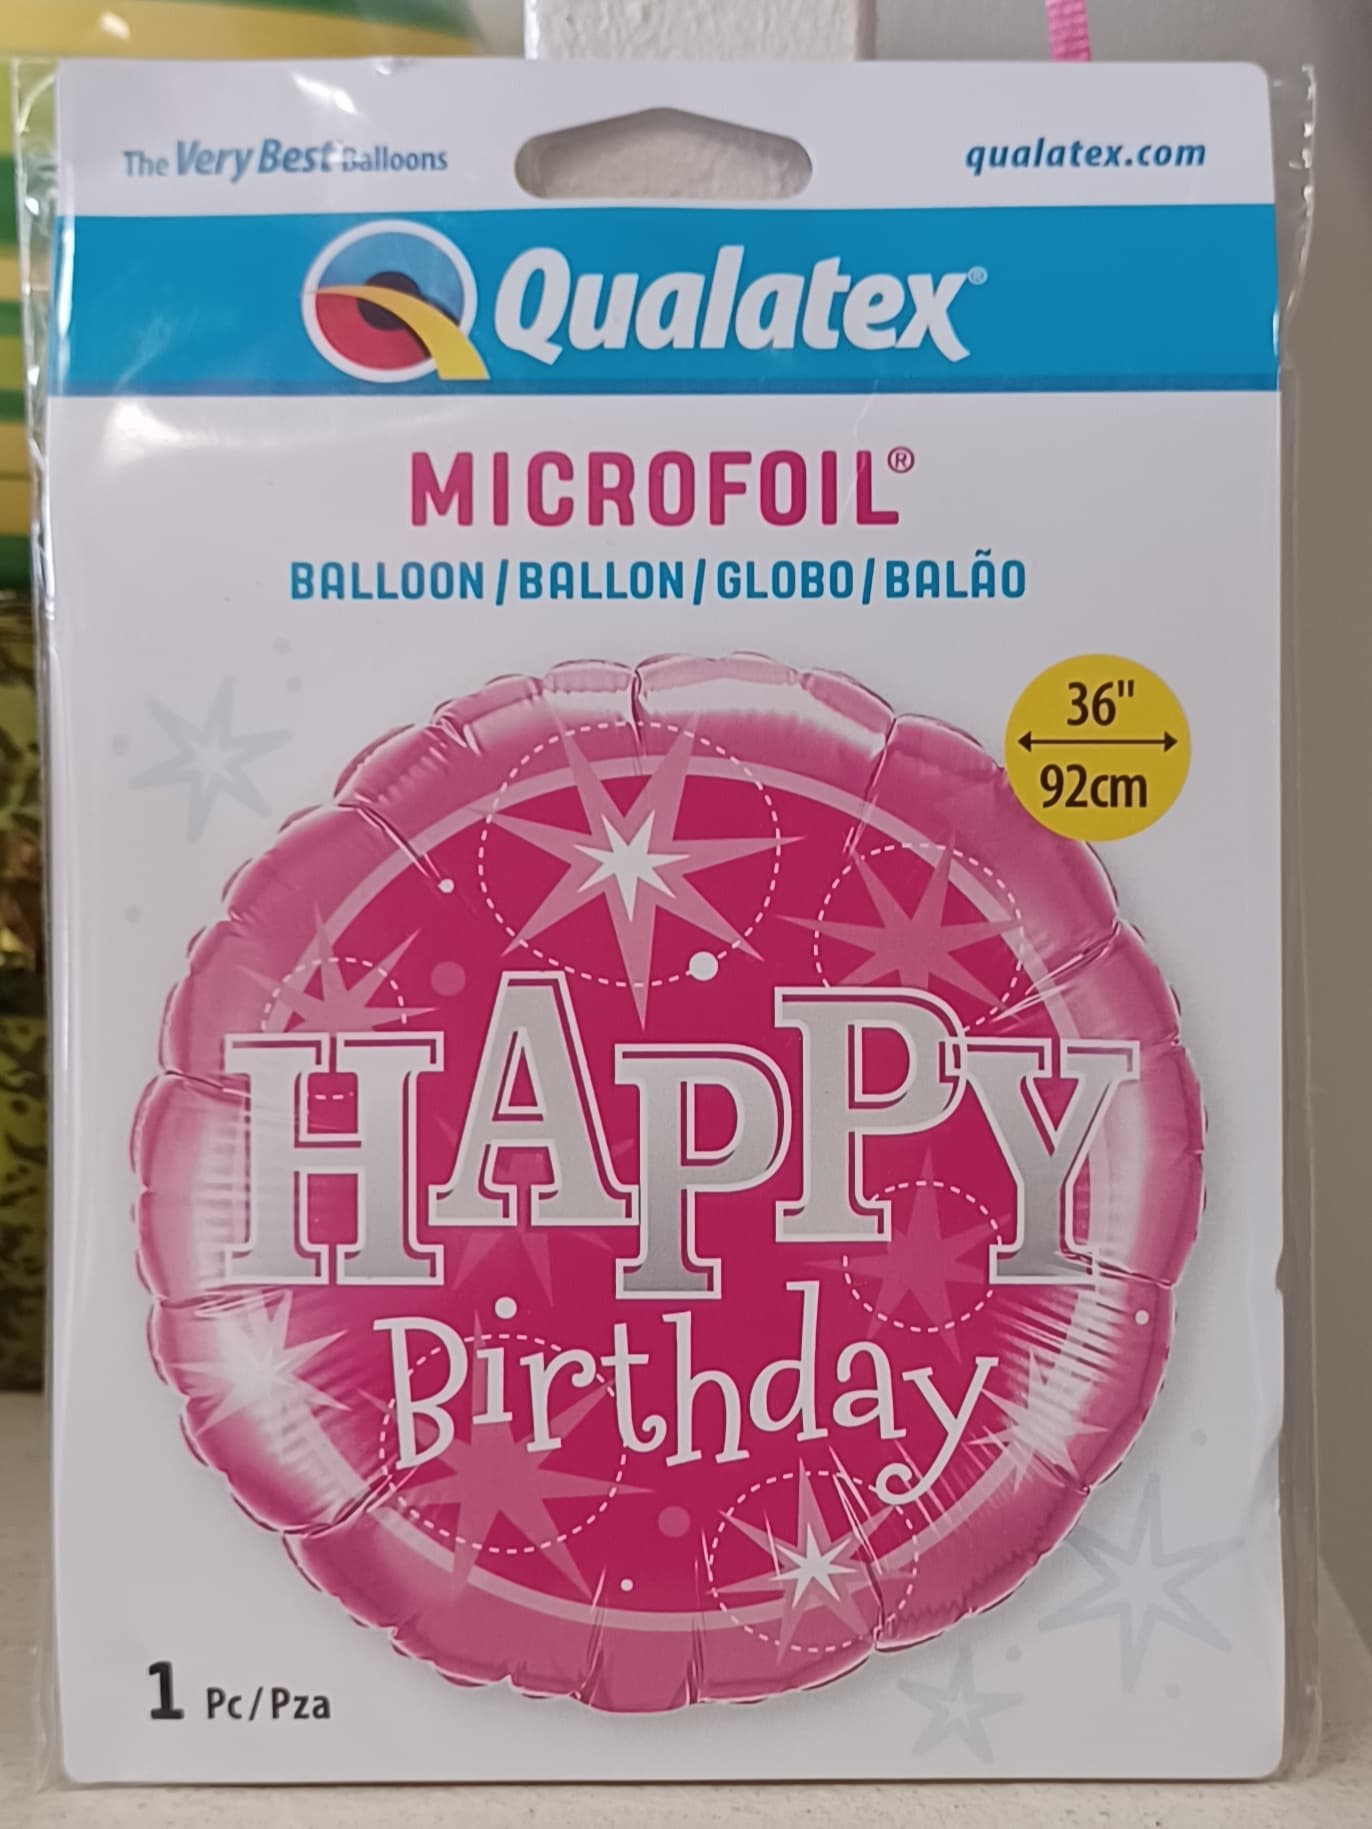 The Very Best Balloons
qualatex.com
Qualatex®
MICROFOIL®
BALLOON/BALLON/GLOBO/BALÃO
36"
92cm
HAPPY
Birthday
1 Pc/Pza